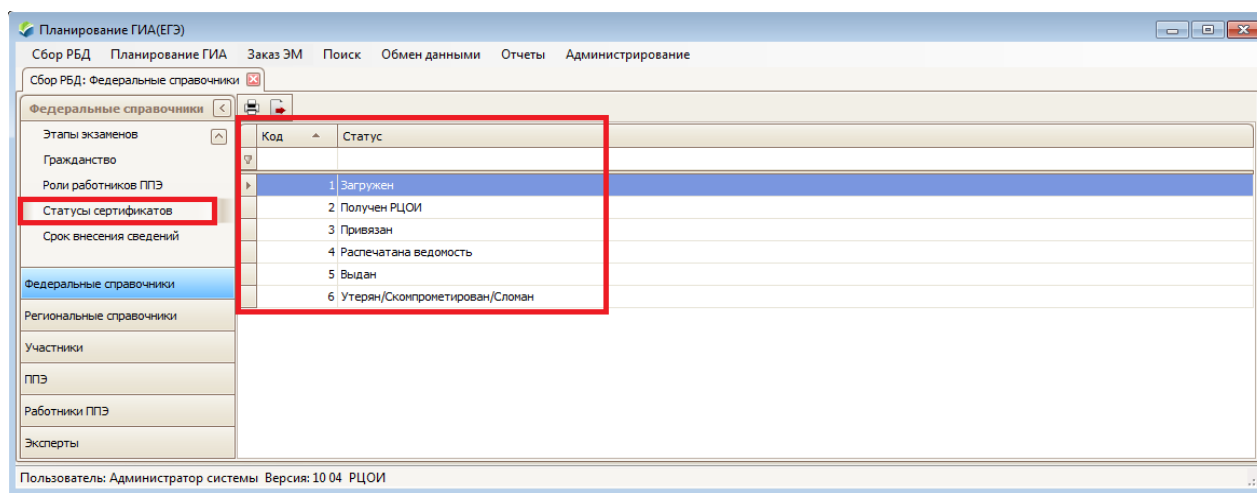 Планирование ГИА(ЕГЭ)
Сбор РБД Планирование ГИА Заказ ЭМ Поиск Обмен данными Отчеты Администрирование
Сбор РБД: Федеральные справочники
Федеральные справочники
Этапы экзаменов
Гражданство
Роли работников ППЭ
Статусы сертификатов
Срок внесения сведений
Федеральные справочники
Региональные справочники
Участники
ППЭ
Работники ППЭ
Эксперты
Код Статус
1 Загружен
2 Получен РЦОИ
3 Привязан
4 Распечатана ведомость
5 Выдан
6 Утерян/Скомпрометирован/Сломан
Пользователь: Администратор системы Версия: 10 04 РЦОИ